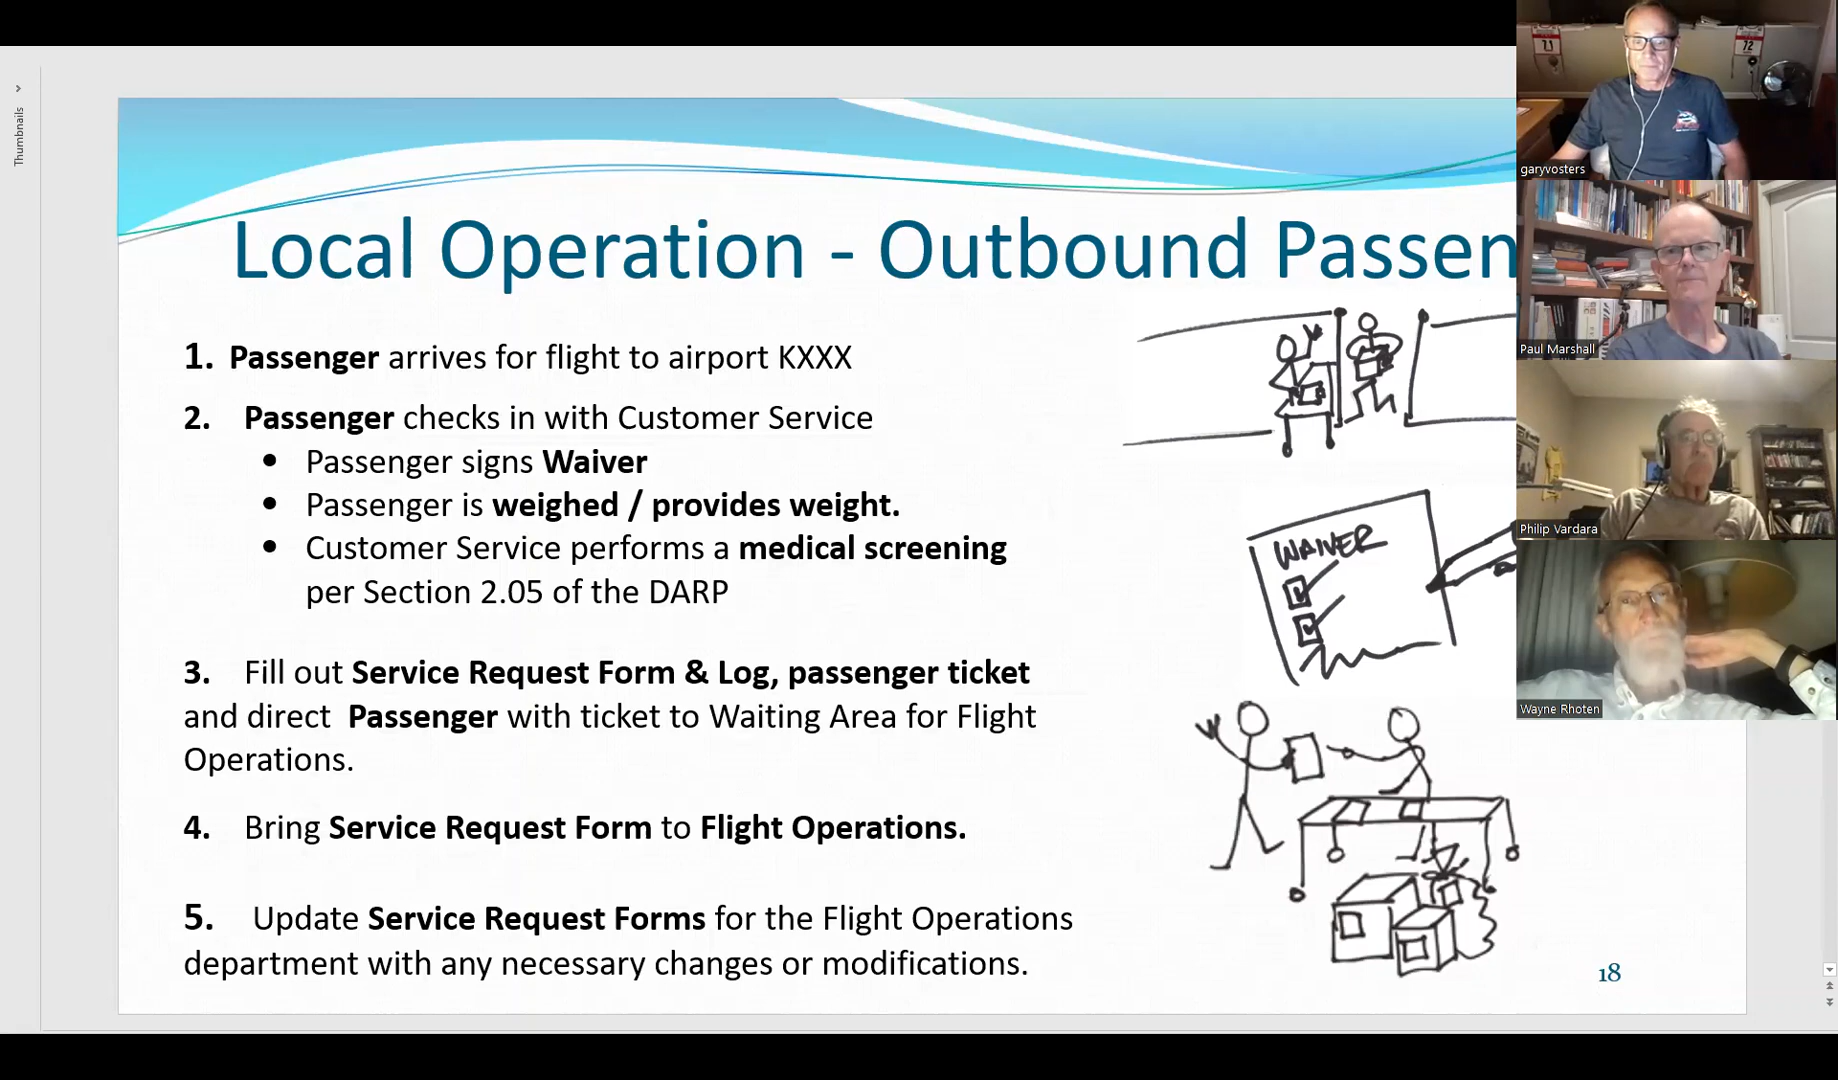 Thumbnails
Local Operation - Outbound Passen
1. Passenger arrives for flight to airport KXXX
2. Passenger checks in with Customer Service
• Passenger signs Waiver
• Passenger is weighed / provides weight.
• Customer Service performs a medical screening
per Section 2.05 of the DARP
3. Fill out Service Request Form & Log, passenger ticket
and direct Passenger with ticket to Waiting Area for Flight
Operations.
4. Bring Service Request Form to Flight Operations.
5. Update Service Request Forms for the Flight Operations
department with any necessary changes or modifications.
WAIVER
18
71
72
garyvosters
Paul Marshall
Philip Vardara
Wayne Rhoten